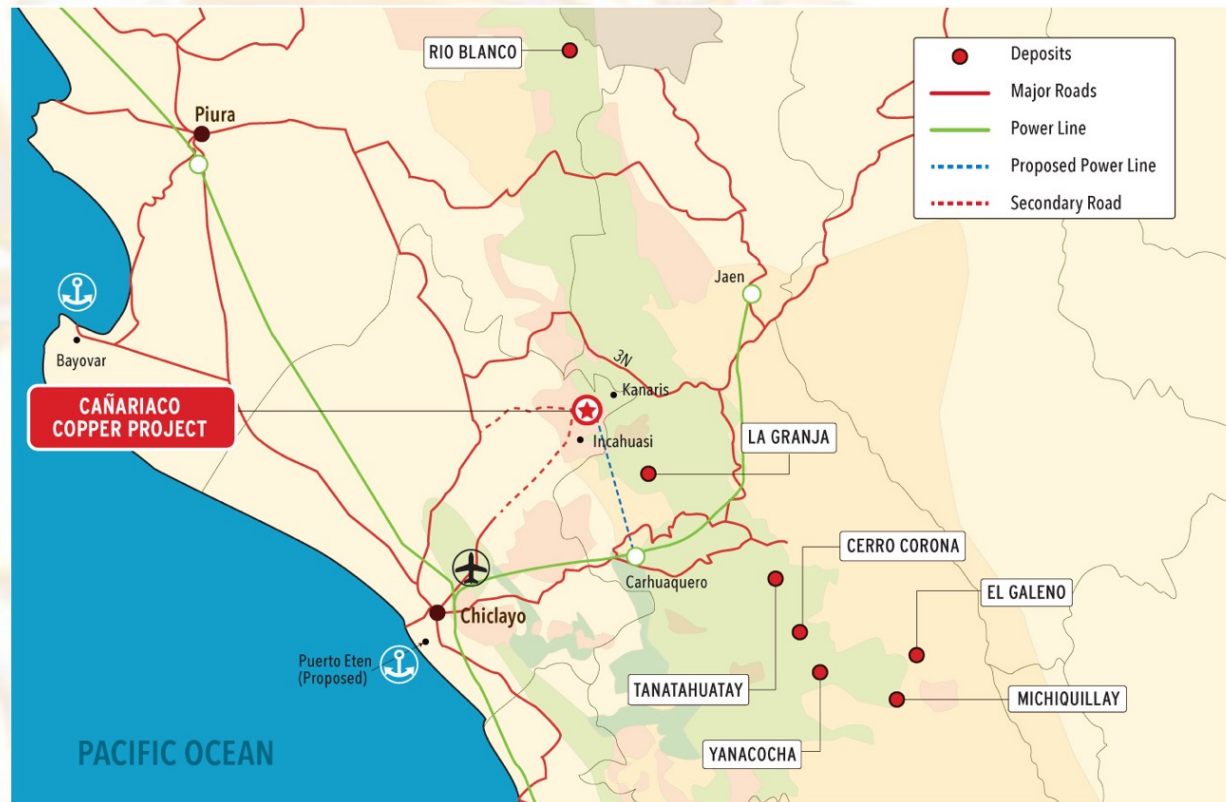 RIO BLANCO
Deposits
Major Roads
Power Line
Proposed Power Line
Secondary Road
Piura
Jaen
Bayovar
3N
Kanaris
CAÑARIACO
COPPER PROJECT
Incahuasi
LA GRANJA
CERRO CORONA
Carhuaquero
EL GALENO
Chiclayo
Puerto Eten
(Proposed)
TANATAHUATAY
MICHIQUILLAY
YANACOCHA
PACIFIC OCEAN